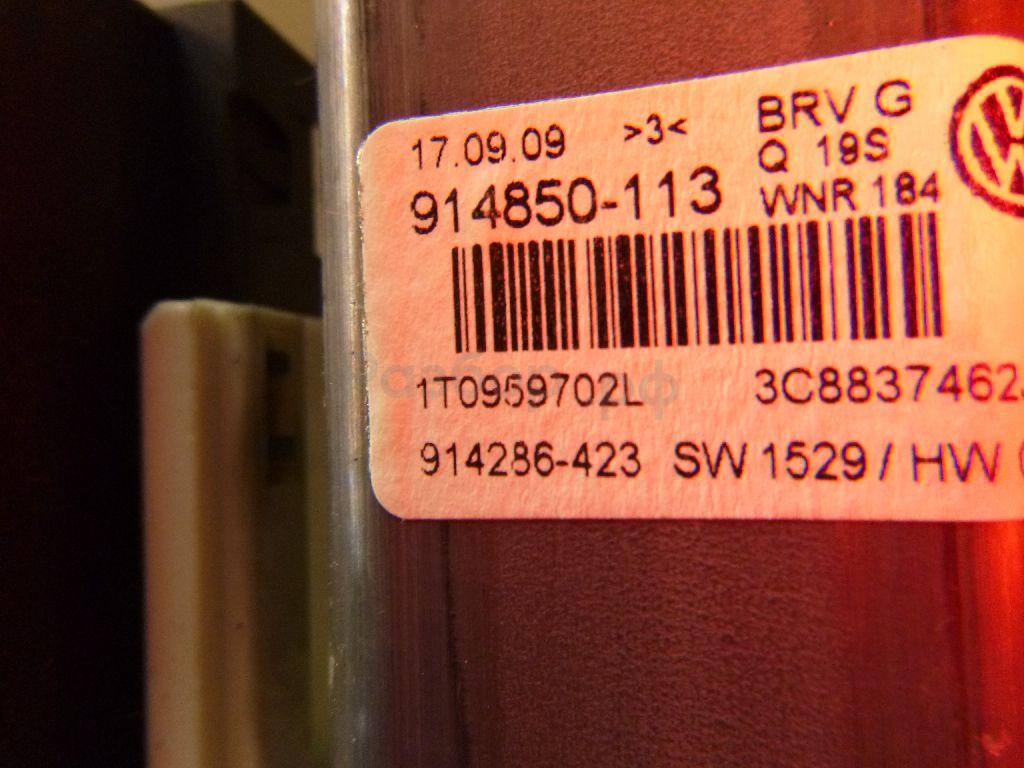 17.09.09 >3< BRV G
Q 19S
914850-113 WNR 184
1T0959702L 3C8837462
914286-423 SW 1529 / HW